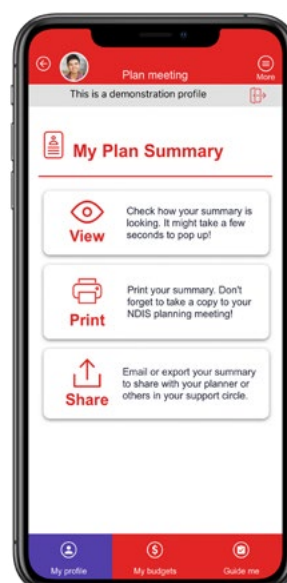 Plan meeting
More
This is a demonstration profile
My Plan Summary
View
Check how your summary is
looking. It might take a few
seconds to pop up!
Print
Print your summary. Don't
forget to take a copy to your
NDIS planning meeting!
Share
Email or export your summary
to share with your planner or
others in your support circle.
My profile
$
My budgets
Guide me